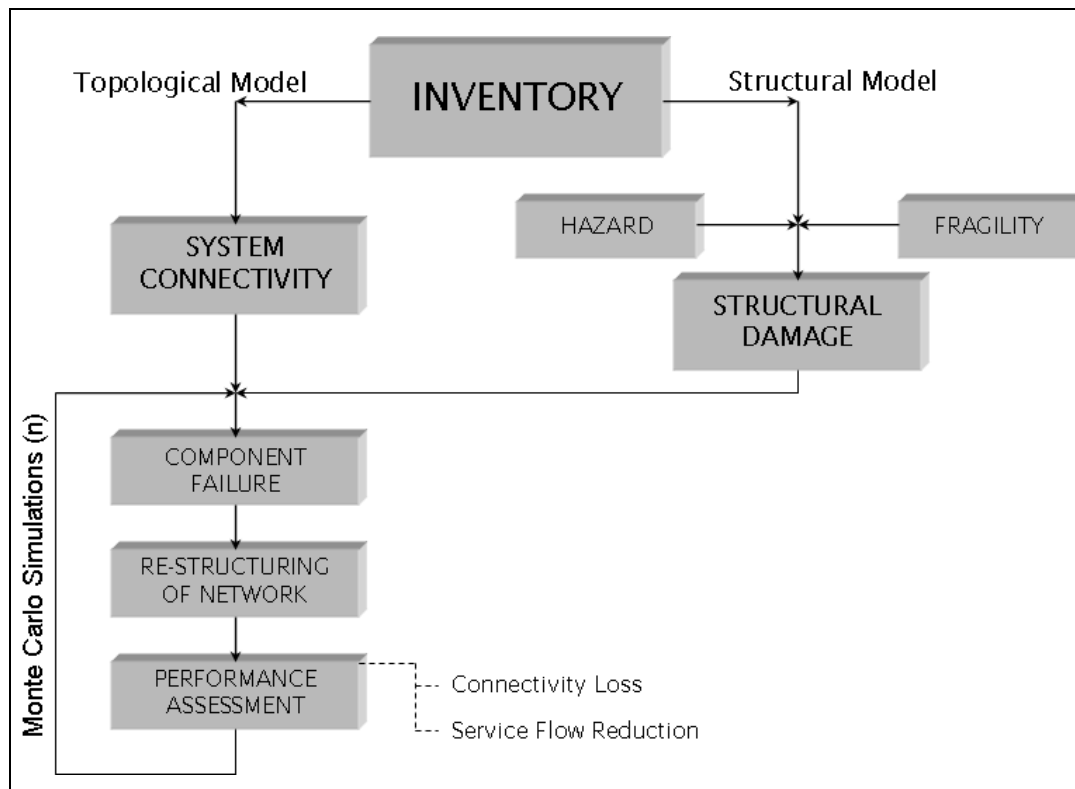 Topological Model
INVENTORY
Structural Model
HAZARD
FRAGILITY
SYSTEM
CONNECTIVITY
STRUCTURAL
DAMAGE
Monte Carlo Simulations (n)
COMPONENT
FAILURE
RE-STRUCTURING
OF NETWORK
PERFORMANCE
ASSESSMENT
Connectivity Loss
Service Flow Reduction